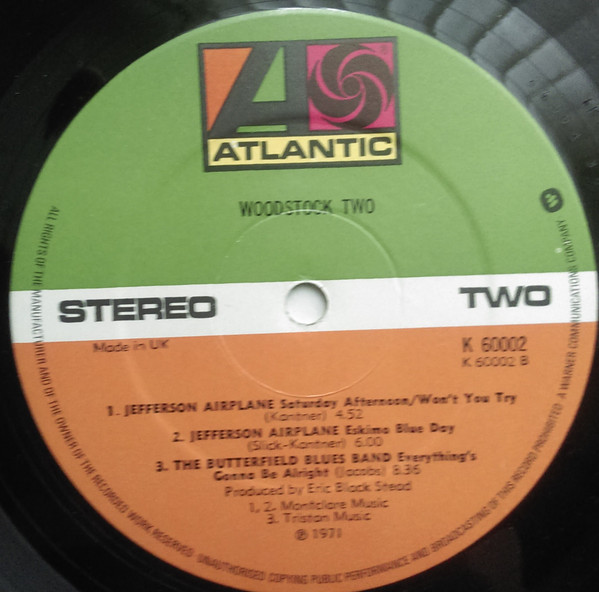 ®
ATLANTIC
WOODSTOCK TWO
W
STEREO
TWO
Made in UK
K 60002
K 60002 B
1. JEFFERSON AIRPLANE Saturday Afternoon/Won't You Try
(Kantner) 4.52
2. JEFFERSON AIRPLANE Eskimo Blue Day
(Slick-Kantner) 6.00
3. THE BUTTERFIELD BLUES BAND Everything's
Gonna Be Alright (Jacobs) 8.36
Produced by Eric Black Stead
1, 2. Montclare Music
3. Tristan Music
℗ 1971
ALL RIGHTS OF THE MANUFACTURER AND OF THE OWNER OF THE RECORDED WORK RESERVED. UNAUTHORISED COPYING PUBLIC PERFORMANCE AND BROADCASTING OF THIS RECORD PROHIBITED. A WARNER COMMUNICATIONS COMPANY